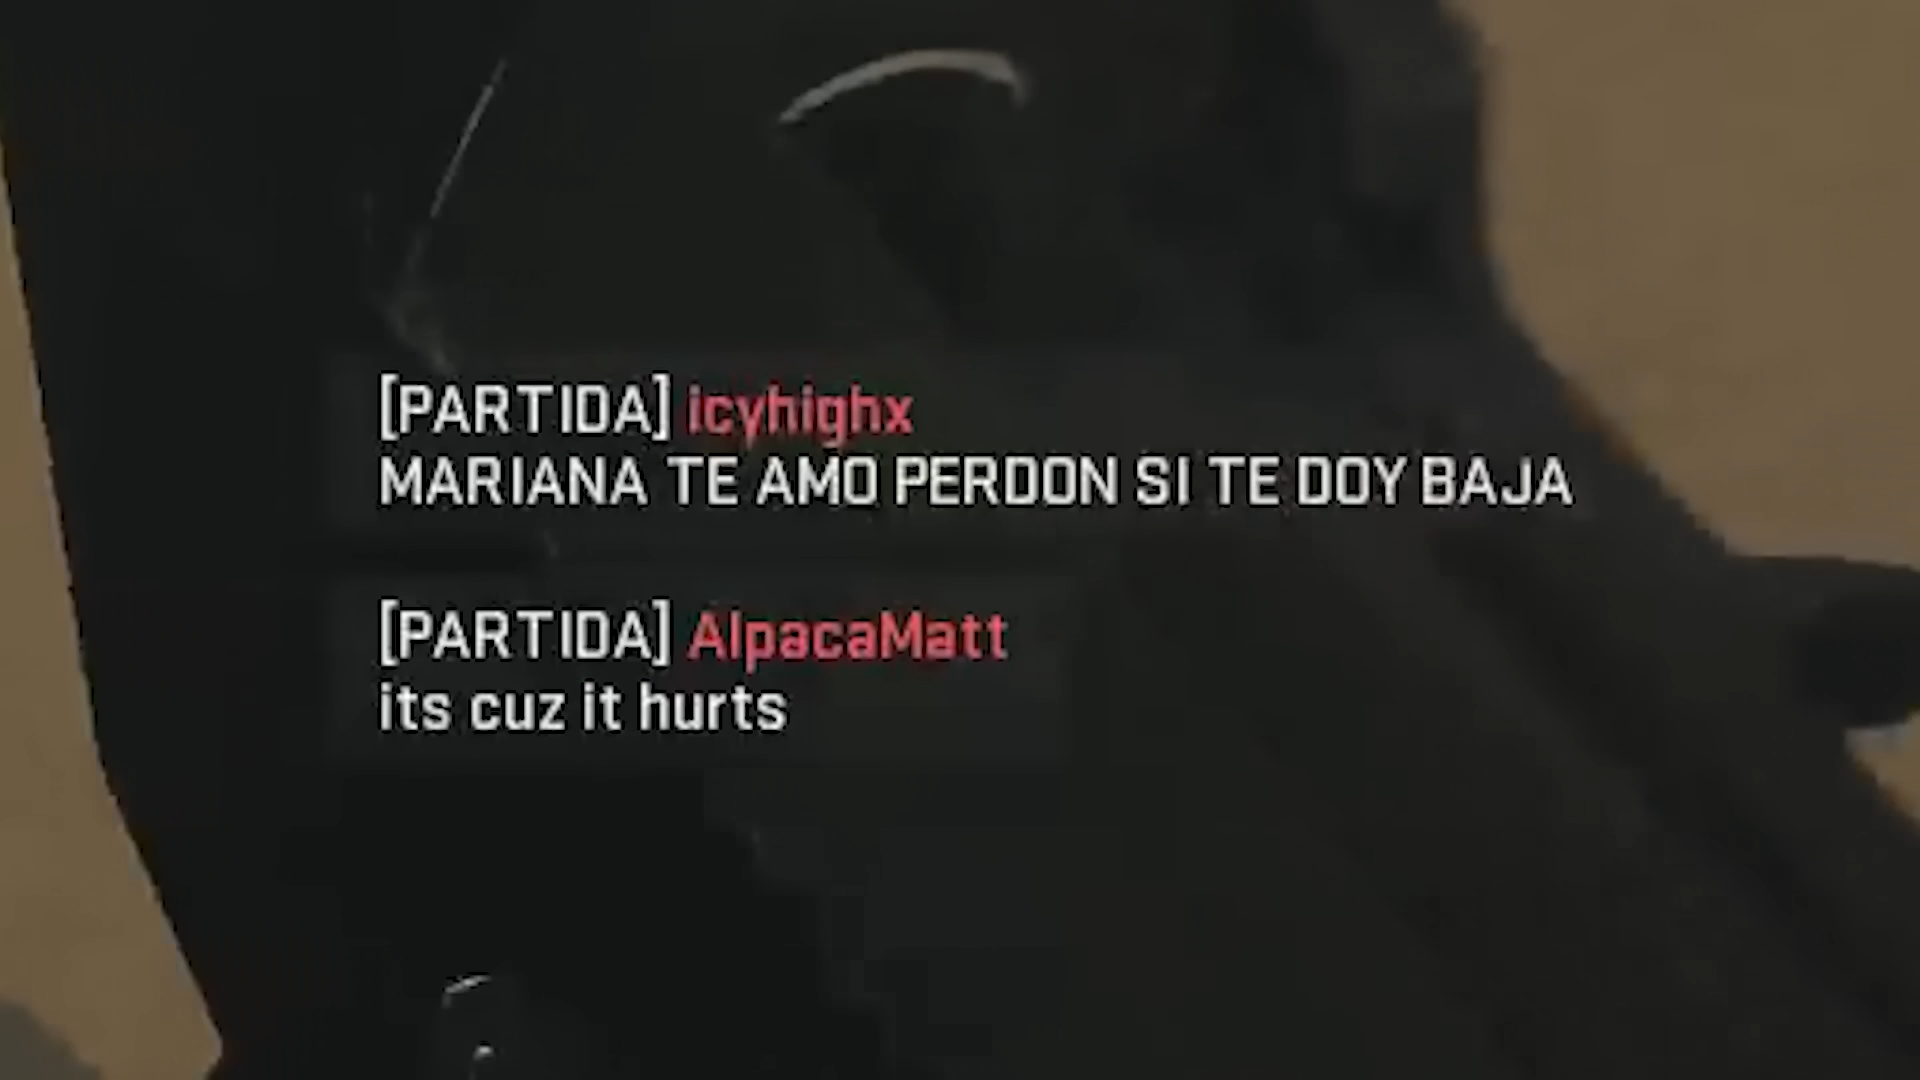 [PARTIDA] icyhighx
MARIANA TE AMO PERDON SI TE DOY BAJA
[PARTIDA] AlpacaMatt
its cuz it hurts